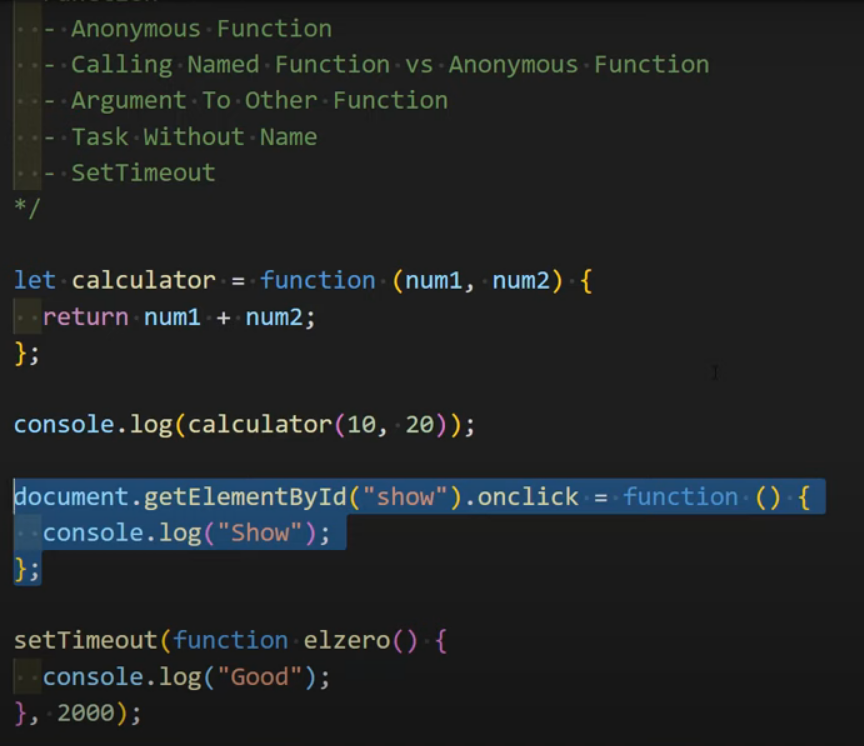 - Anonymous Function
- Calling Named Function vs Anonymous Function
- Argument To Other Function
- Task Without Name
- SetTimeout
*/
let calculator = function (num1, num2) {
return num1 + num2;
};
console.log(calculator(10, 20));
document.getElementById("show").onclick = function () {
console.log("Show");
};
setTimeout(function elzero() {
console.log("Good");
}, 2000);